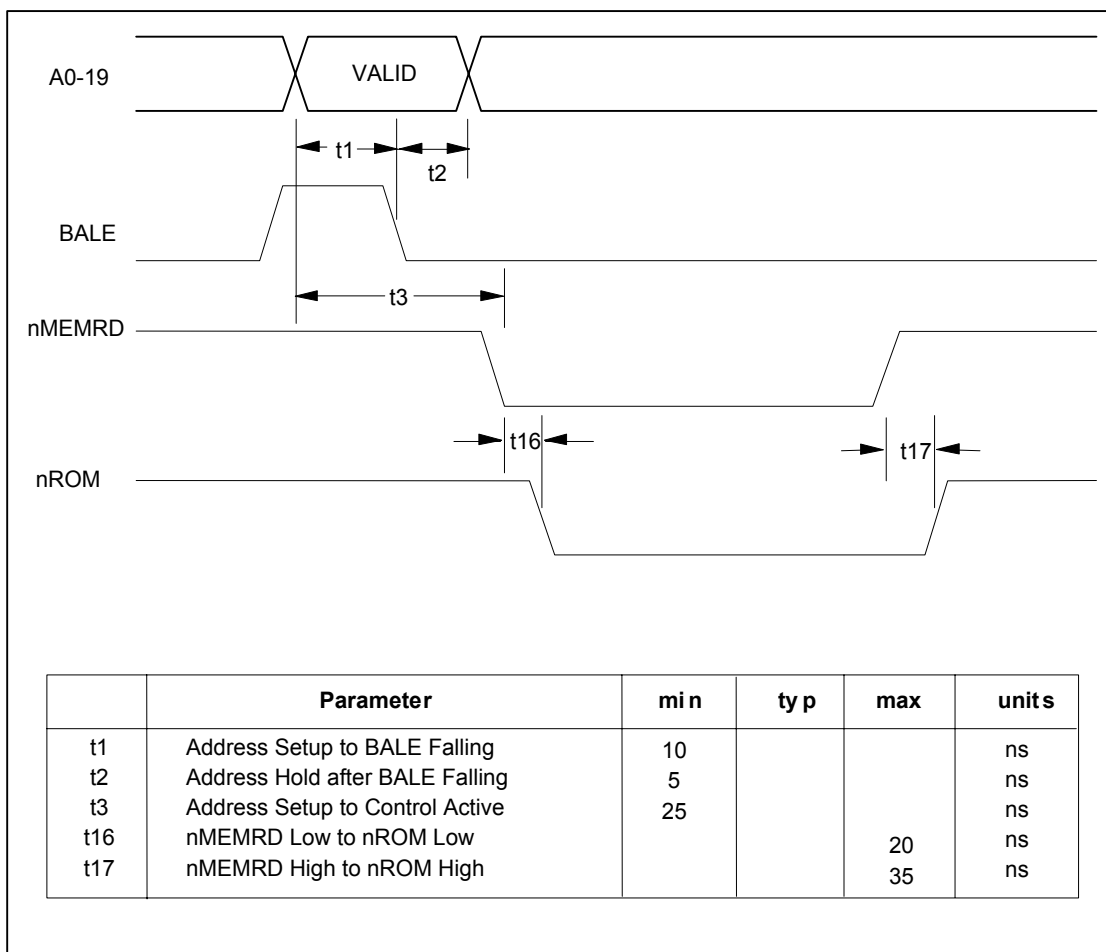 A0-19
VALID
t1
t2
BALE
t3
nMEMRD
t16
t17
nROM
Parameter min typ max units
t1 Address Setup to BALE Falling 10 ns
t2 Address Hold after BALE Falling 5 ns
t3 Address Setup to Control Active 25 ns
t16 nMEMRD Low to nROM Low 20 ns
t17 nMEMRD High to nROM High 35 ns